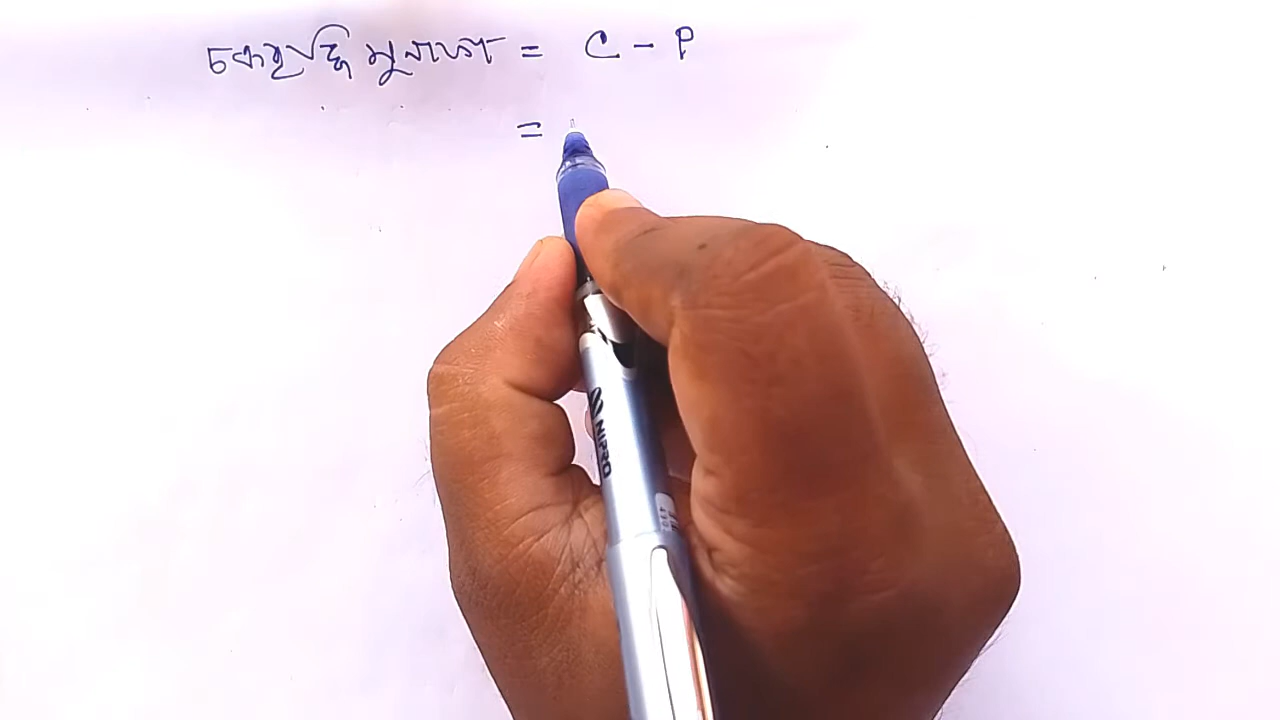 চক্রবৃদ্ধি মুনাফা = C - P
=
NIPRO